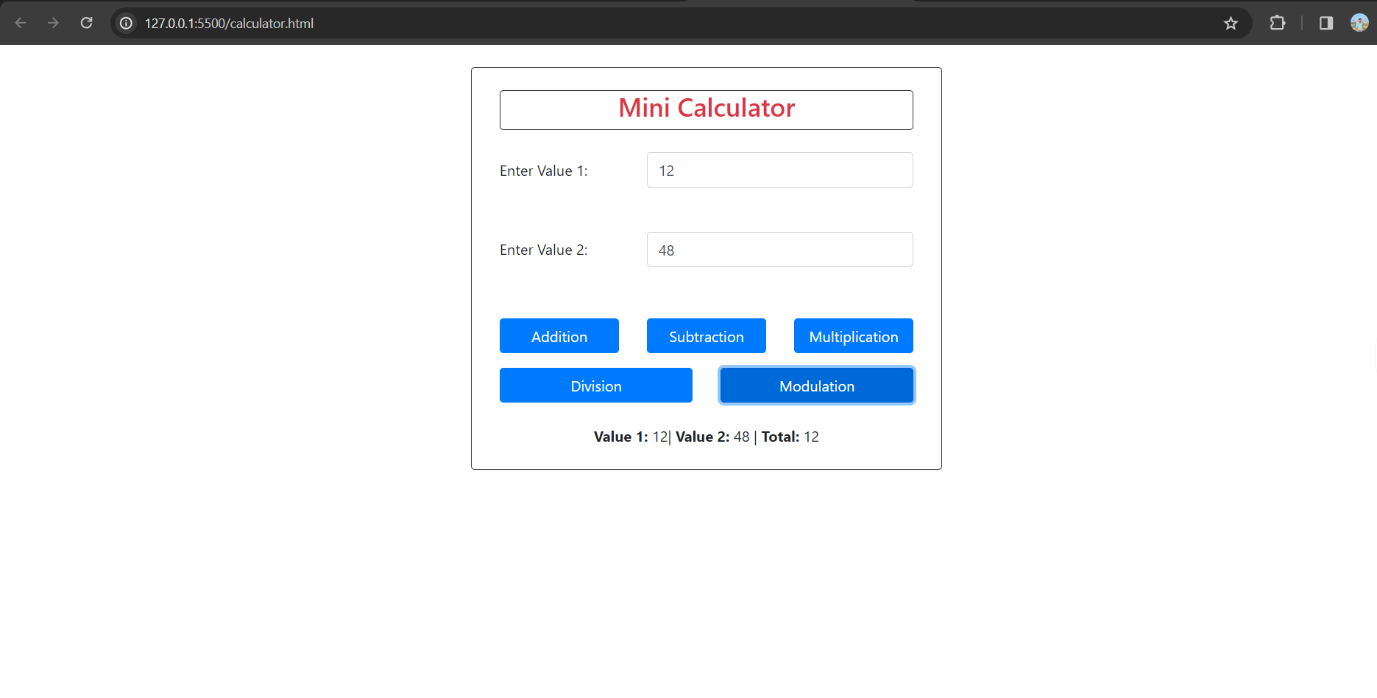 127.0.0.1:5500/calculator.html
Mini Calculator
Enter Value 1: 12
Enter Value 2: 48
Addition Subtraction Multiplication
Division Modulation
Value 1: 12| Value 2: 48 | Total: 12